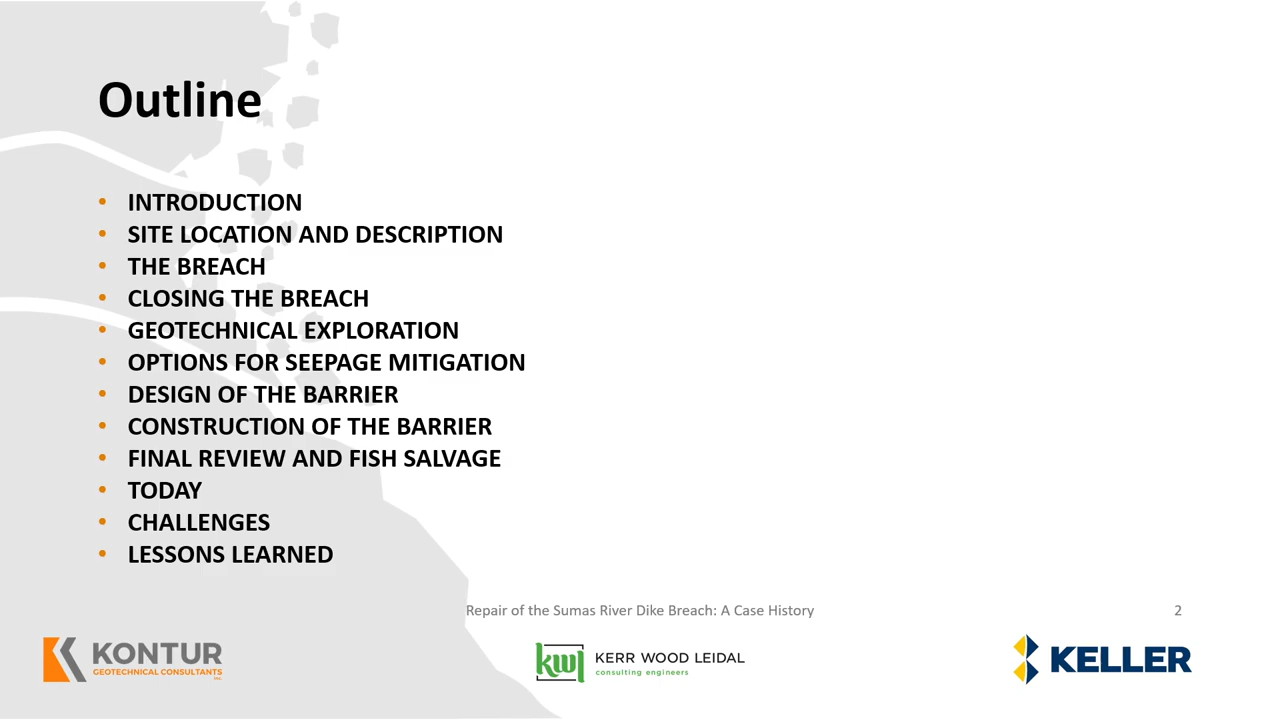 Outline
• INTRODUCTION
• SITE LOCATION AND DESCRIPTION
• THE BREACH
• CLOSING THE BREACH
• GEOTECHNICAL EXPLORATION
• OPTIONS FOR SEEPAGE MITIGATION
• DESIGN OF THE BARRIER
• CONSTRUCTION OF THE BARRIER
• FINAL REVIEW AND FISH SALVAGE
• TODAY
• CHALLENGES
• LESSONS LEARNED
Repair of the Sumas River Dike Breach: A Case History
2
KONTUR
GEOTECHNICAL CONSULTANTS
INC.
kwl
KERR WOOD LEIDAL
consulting engineers
KELLER